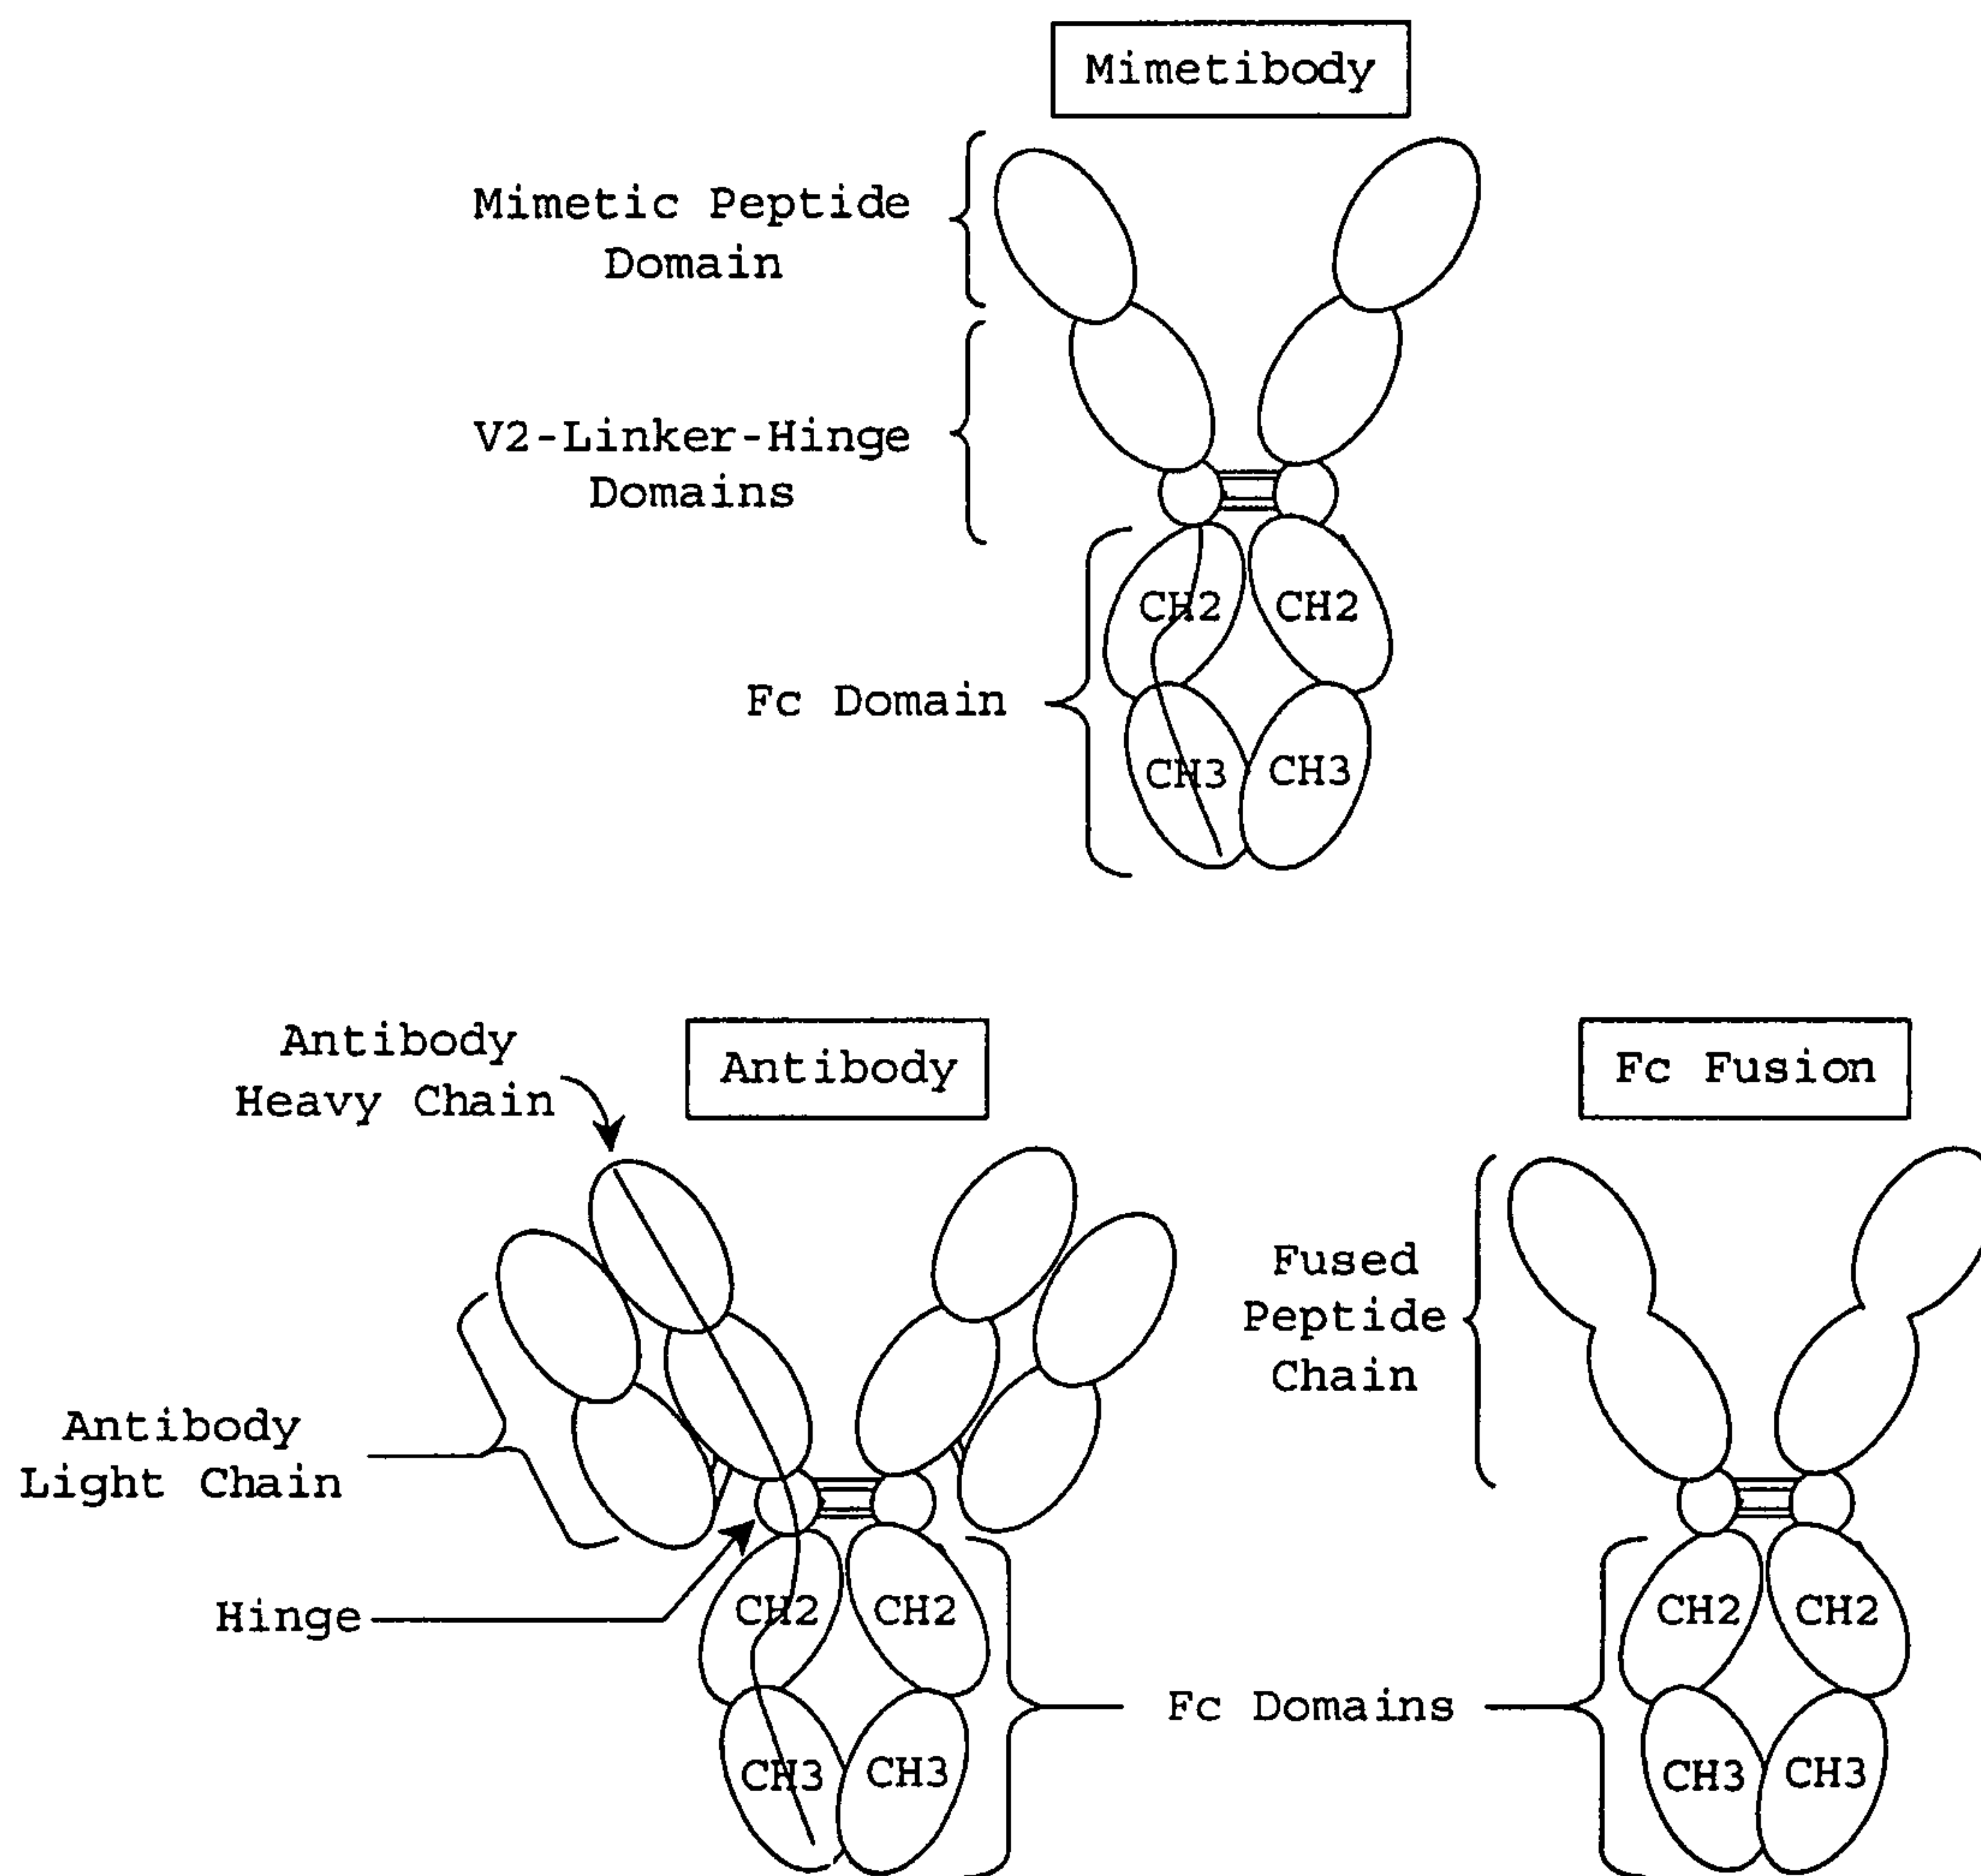 Mimetibody
Mimetic Peptide
Domain
V2-Linker-Hinge
Domains
CH2
CH2
Fc Domain
CH3
CH3
Antibody
Heavy Chain
Antibody
Fc Fusion
Fused
Peptide
Chain
Antibody
Light Chain
Hinge
CH2
CH2
CH2
CH2
Fc Domains
CH3
CH3
CH3
CH3